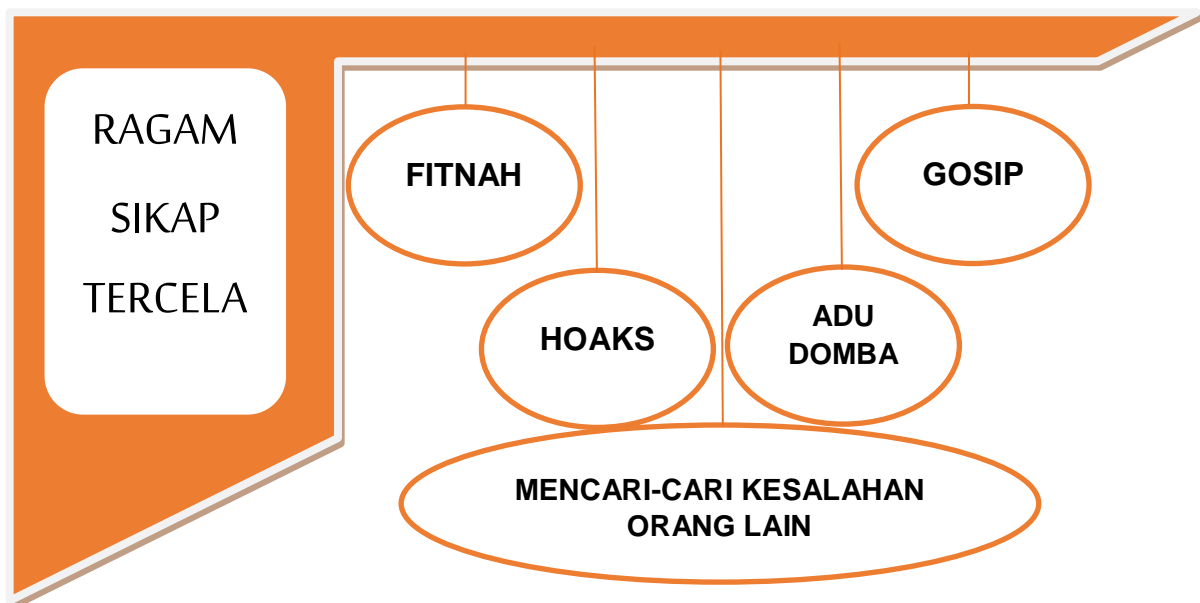 RAGAM
SIKAP
TERCELA
FITNAH
GOSIP
HOAKS
ADU
DOMBA
MENCARI-CARI KESALAHAN
ORANG LAIN